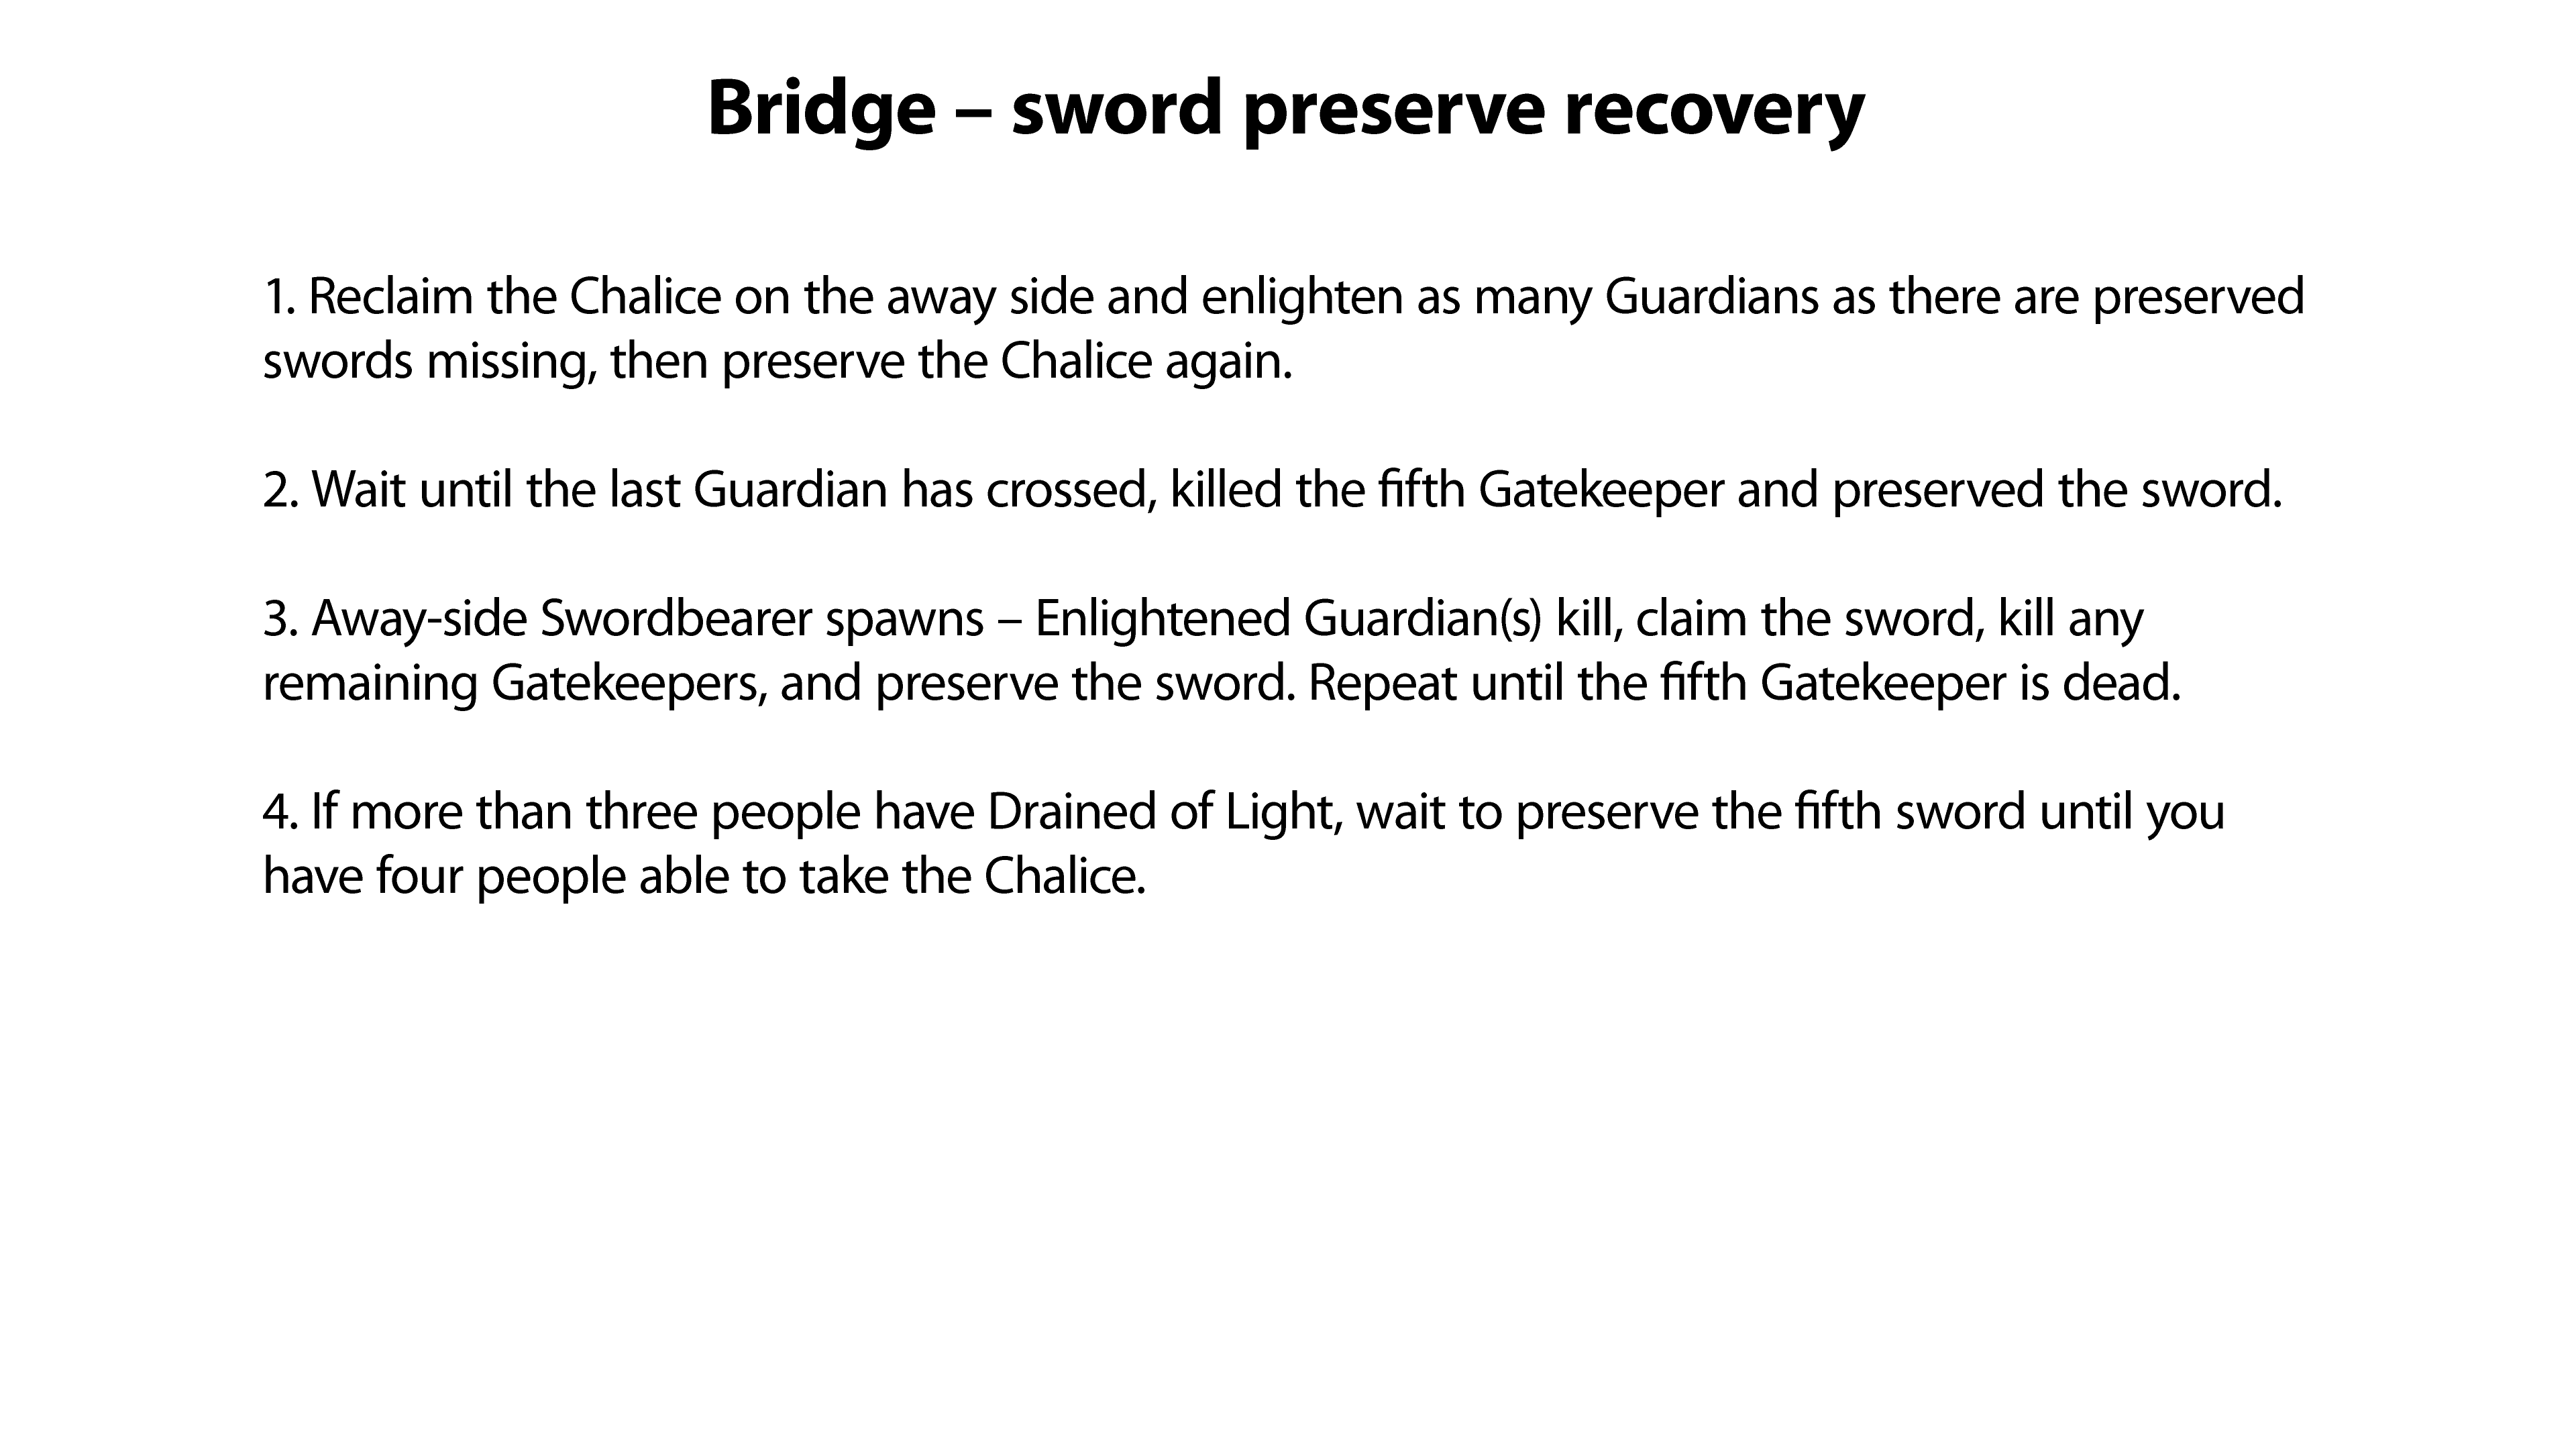 Bridge – sword preserve recovery
1. Reclaim the Chalice on the away side and enlighten as many Guardians as there are preserved
swords missing, then preserve the Chalice again.
2. Wait until the last Guardian has crossed, killed the fifth Gatekeeper and preserved the sword.
3. Away-side Swordbearer spawns – Enlightened Guardian(s) kill, claim the sword, kill any
remaining Gatekeepers, and preserve the sword. Repeat until the fifth Gatekeeper is dead.
4. If more than three people have Drained of Light, wait to preserve the fifth sword until you
have four people able to take the Chalice.